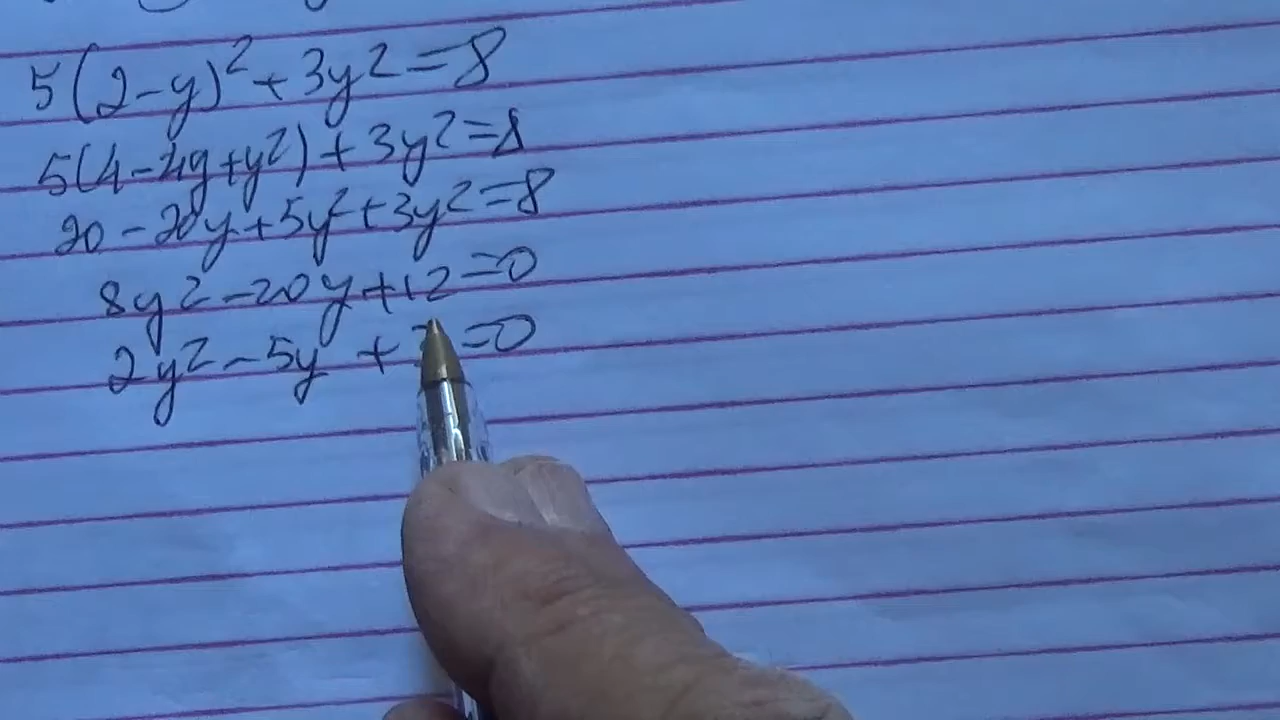 5(2-y)²+3y²=8
5(4-4y+y²)+3y²=8
20-20y+5y²+3y²=8
8y²-20y+12=0
2y²-5y+ =0